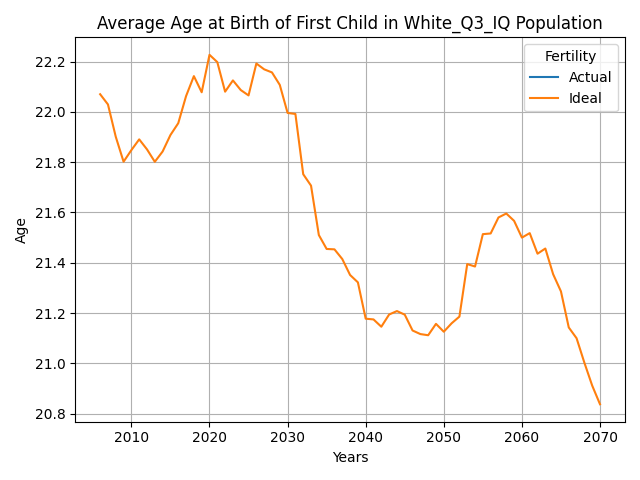 Average Age at Birth of First Child in White_Q3_IQ Population
Fertility
Actual
Ideal
22.2
22.0
21.8
21.6
21.4
21.2
21.0
20.8
Age
2010 2020 2030 2040 2050 2060 2070
Years